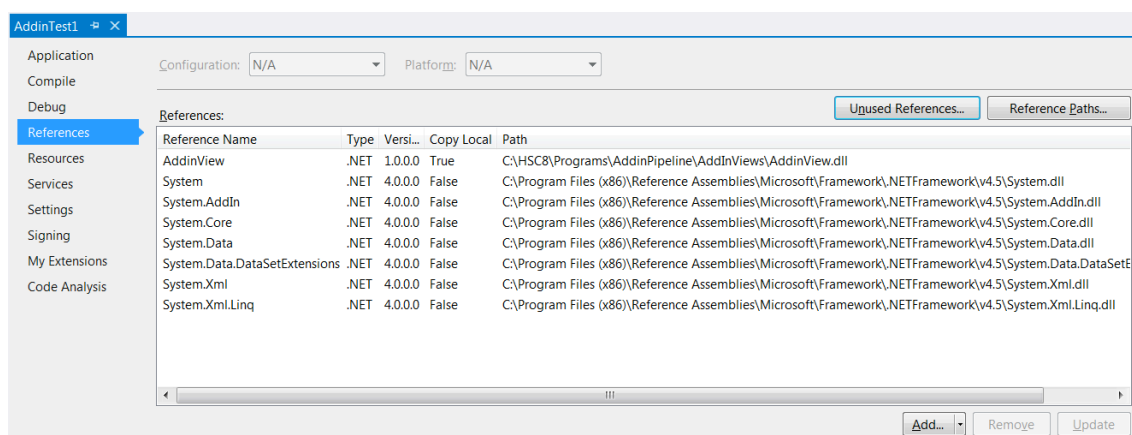 AddinTest1
Application
Compile
Debug
References
Resources
Services
Settings
Signing
My Extensions
Code Analysis
Configuration: N/A Platform: N/A
References: Unused References... Reference Paths...
Reference Name Type Versi... Copy Local Path
AddinView .NET 1.0.0.0 True C:\HSC8\Programs\AddinPipeline\AddInViews\AddinView.dll
System .NET 4.0.0.0 False C:\Program Files (x86)\Reference Assemblies\Microsoft\Framework\.NETFramework\v4.5\System.dll
System.AddIn .NET 4.0.0.0 False C:\Program Files (x86)\Reference Assemblies\Microsoft\Framework\.NETFramework\v4.5\System.AddIn.dll
System.Core .NET 4.0.0.0 False C:\Program Files (x86)\Reference Assemblies\Microsoft\Framework\.NETFramework\v4.5\System.Core.dll
System.Data .NET 4.0.0.0 False C:\Program Files (x86)\Reference Assemblies\Microsoft\Framework\.NETFramework\v4.5\System.Data.dll
System.Data.DataSetExtensions .NET 4.0.0.0 False C:\Program Files (x86)\Reference Assemblies\Microsoft\Framework\.NETFramework\v4.5\System.Data.DataSetE
System.Xml .NET 4.0.0.0 False C:\Program Files (x86)\Reference Assemblies\Microsoft\Framework\.NETFramework\v4.5\System.Xml.dll
System.Xml.Linq .NET 4.0.0.0 False C:\Program Files (x86)\Reference Assemblies\Microsoft\Framework\.NETFramework\v4.5\System.Xml.Linq.dll
Add... Remove Update